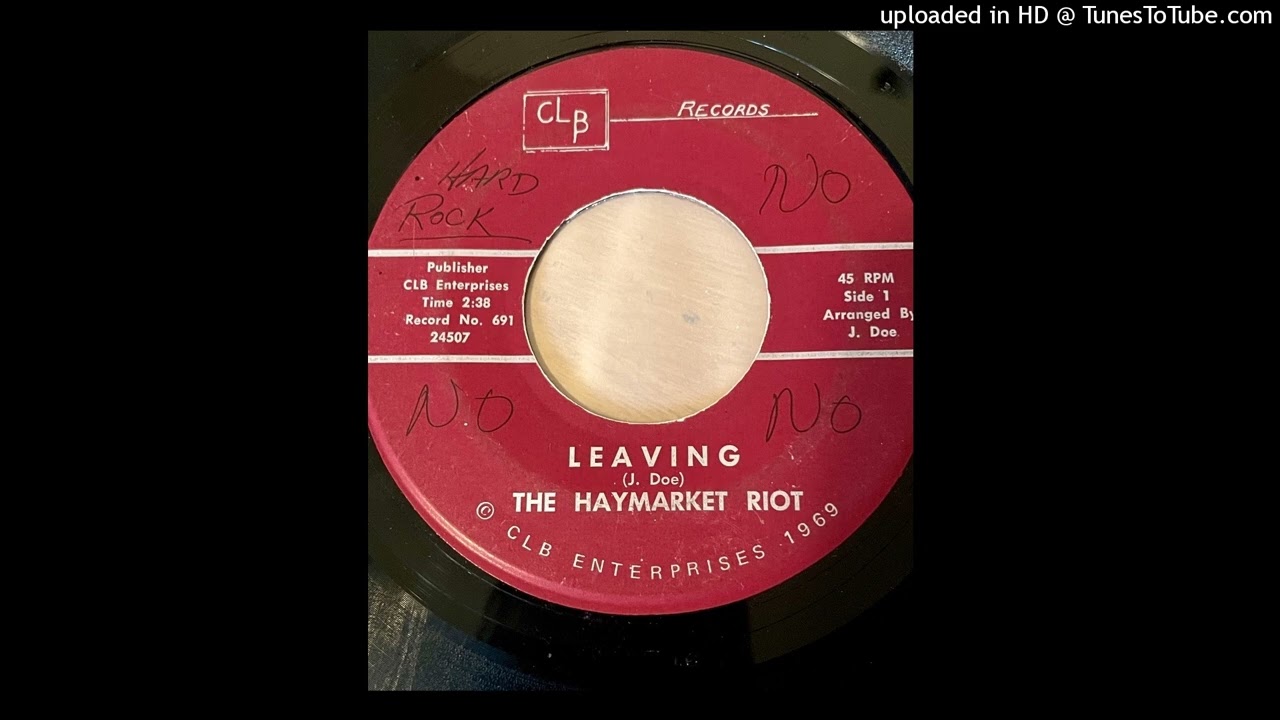 uploaded in HD @ TunesToTube.com
CLB RECORDS
HARD
ROCK
NO
Publisher
CLB Enterprises
Time 2:38
Record No. 691
24507
45 RPM
Side 1
Arranged By
J. Doe
NO
NO
LEAVING
(J. Doe)
THE HAYMARKET RIOT
© CLB ENTERPRISES 1969